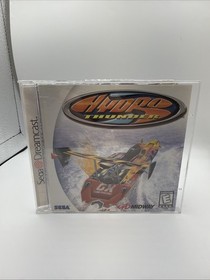 Hydro
THUNDER
Sega Dreamcast
SEGA
MIDWAY
E